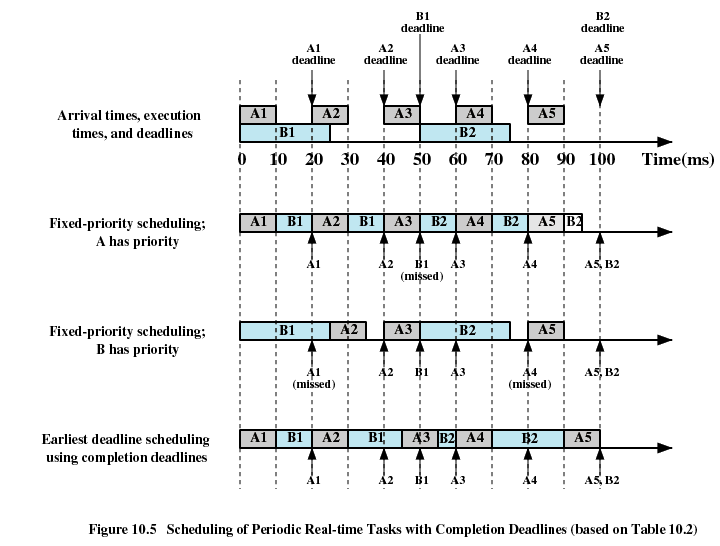 B1
deadline
B2
deadline
A1
deadline
A2
deadline
A3
deadline
A4
deadline
A5
deadline
Arrival times, execution
times, and deadlines
A1 A2 A3 A4 A5
B1 B2
0 10 20 30 40 50 60 70 80 90 100 Time(ms)
Fixed-priority scheduling;
A has priority
A1 B1 A2 B1 A3 B2 A4 B2 A5 B2
A1 A2 B1 A3 A4 A5, B2
(missed)
Fixed-priority scheduling;
B has priority
B1 A2 A3 B2 A5
A1 A2 B1 A3 A4 A5, B2
(missed) (missed)
Earliest deadline scheduling
using completion deadlines
A1 B1 A2 B1 A3 B2 A4 B2 A5
A1 A2 B1 A3 A4 A5, B2
Figure 10.5 Scheduling of Periodic Real-time Tasks with Completion Deadlines (based on Table 10.2)